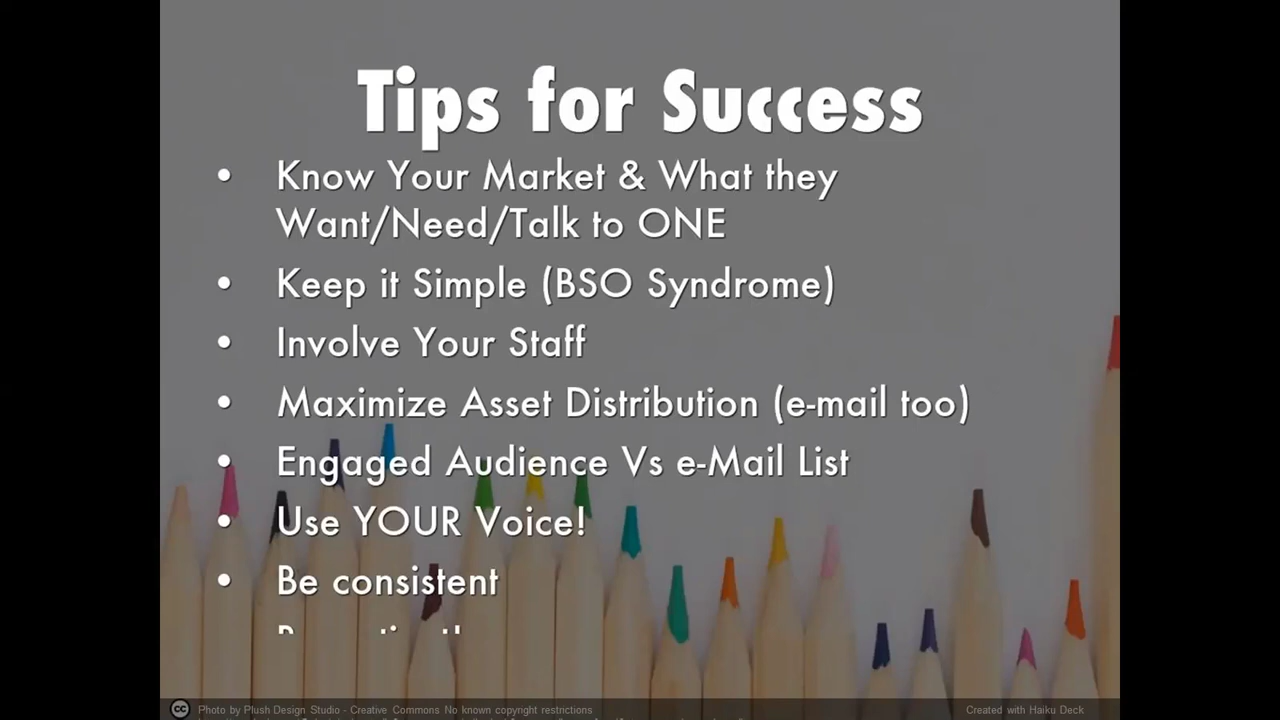 Tips for Success
• Know Your Market & What they
Want/Need/Talk to ONE
• Keep it Simple (BSO Syndrome)
• Involve Your Staff
• Maximize Asset Distribution (e-mail too)
• Engaged Audience Vs e-Mail List
• Use YOUR Voice!
• Be consistent
Photo by Plush Design Studio - Creative Commons No known copyright restrictions
Created with Haiku Deck